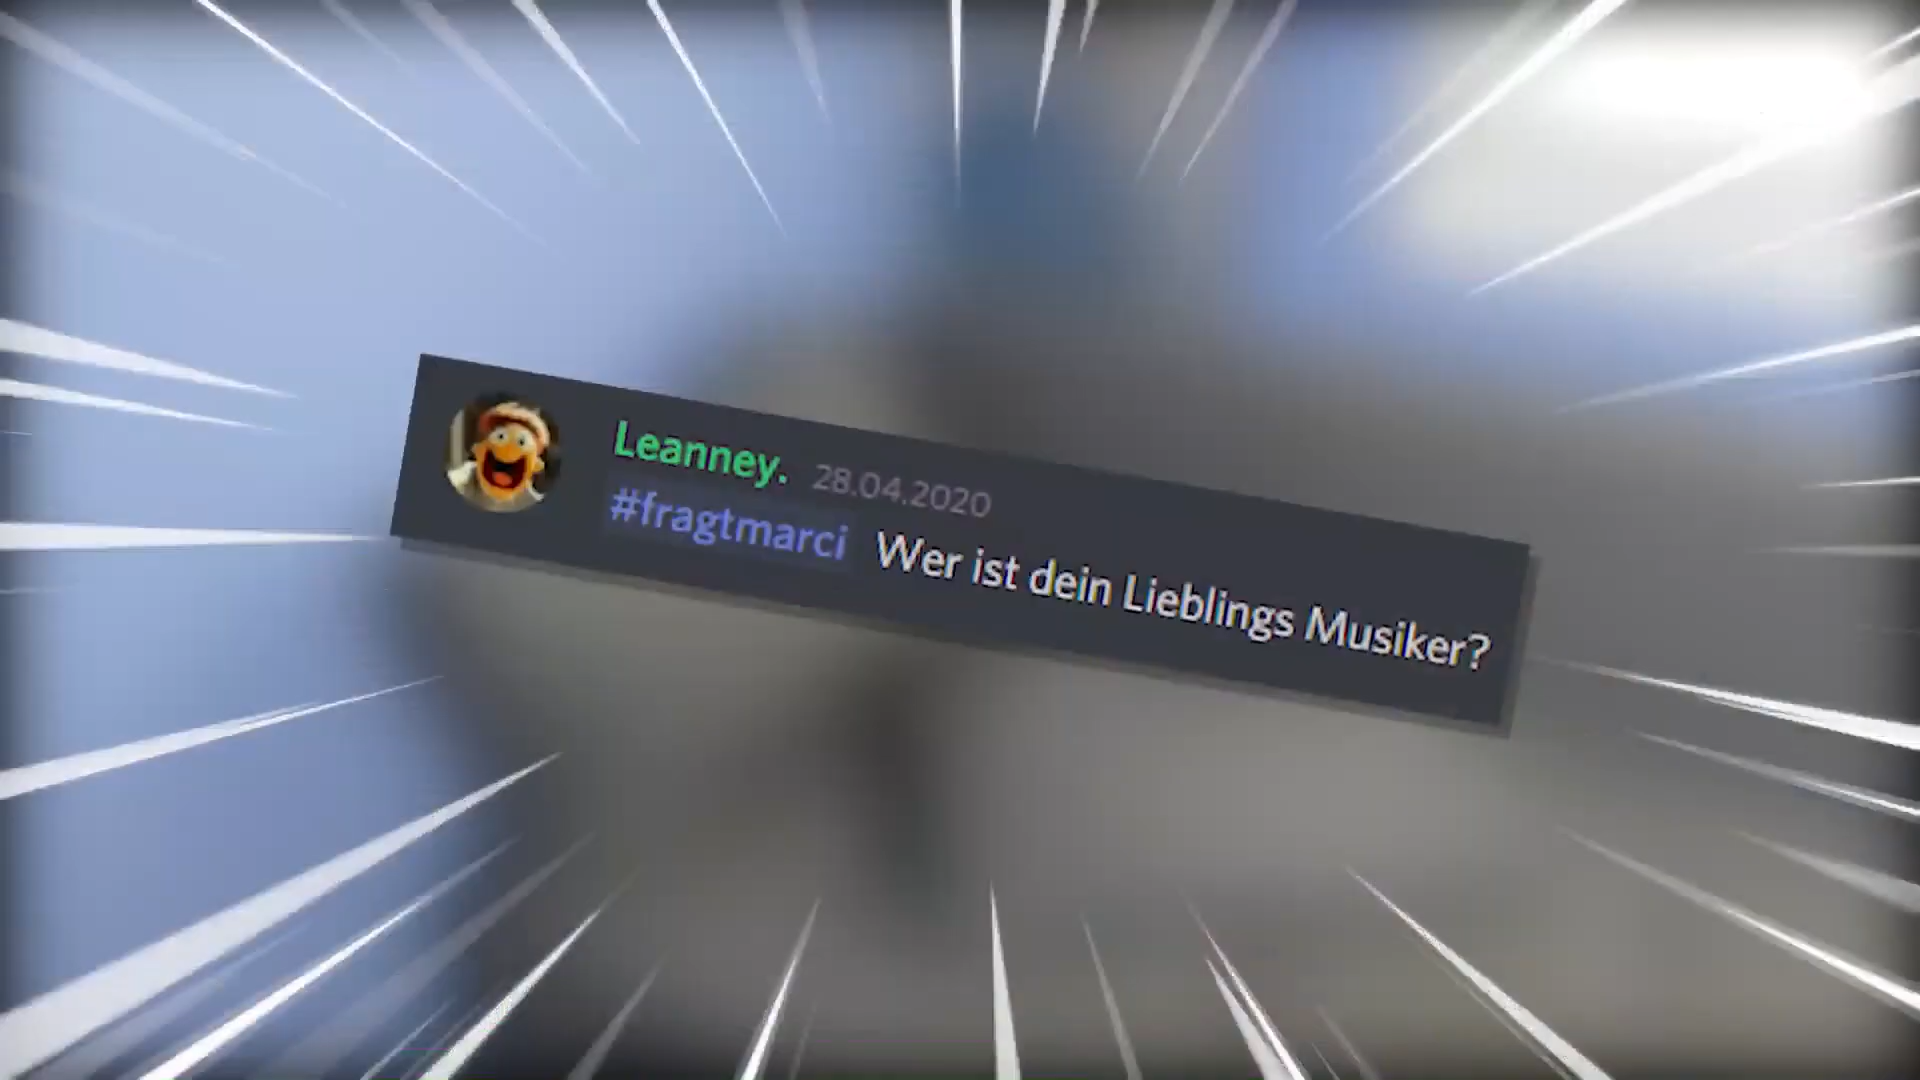 Leanney. 28.04.2020
#fragtmarci Wer ist dein Lieblings Musiker?